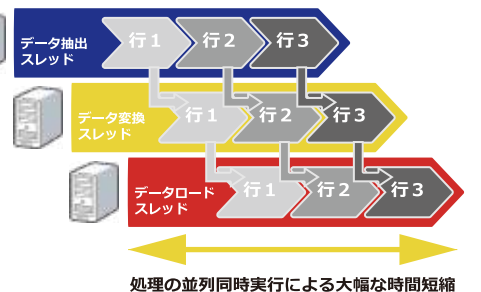 データ抽出
スレッド
行1
行2
行3
データ変換
スレッド
行1
行2
行3
データロード
スレッド
行1
行2
行3
処理の並列同時実行による大幅な時間短縮